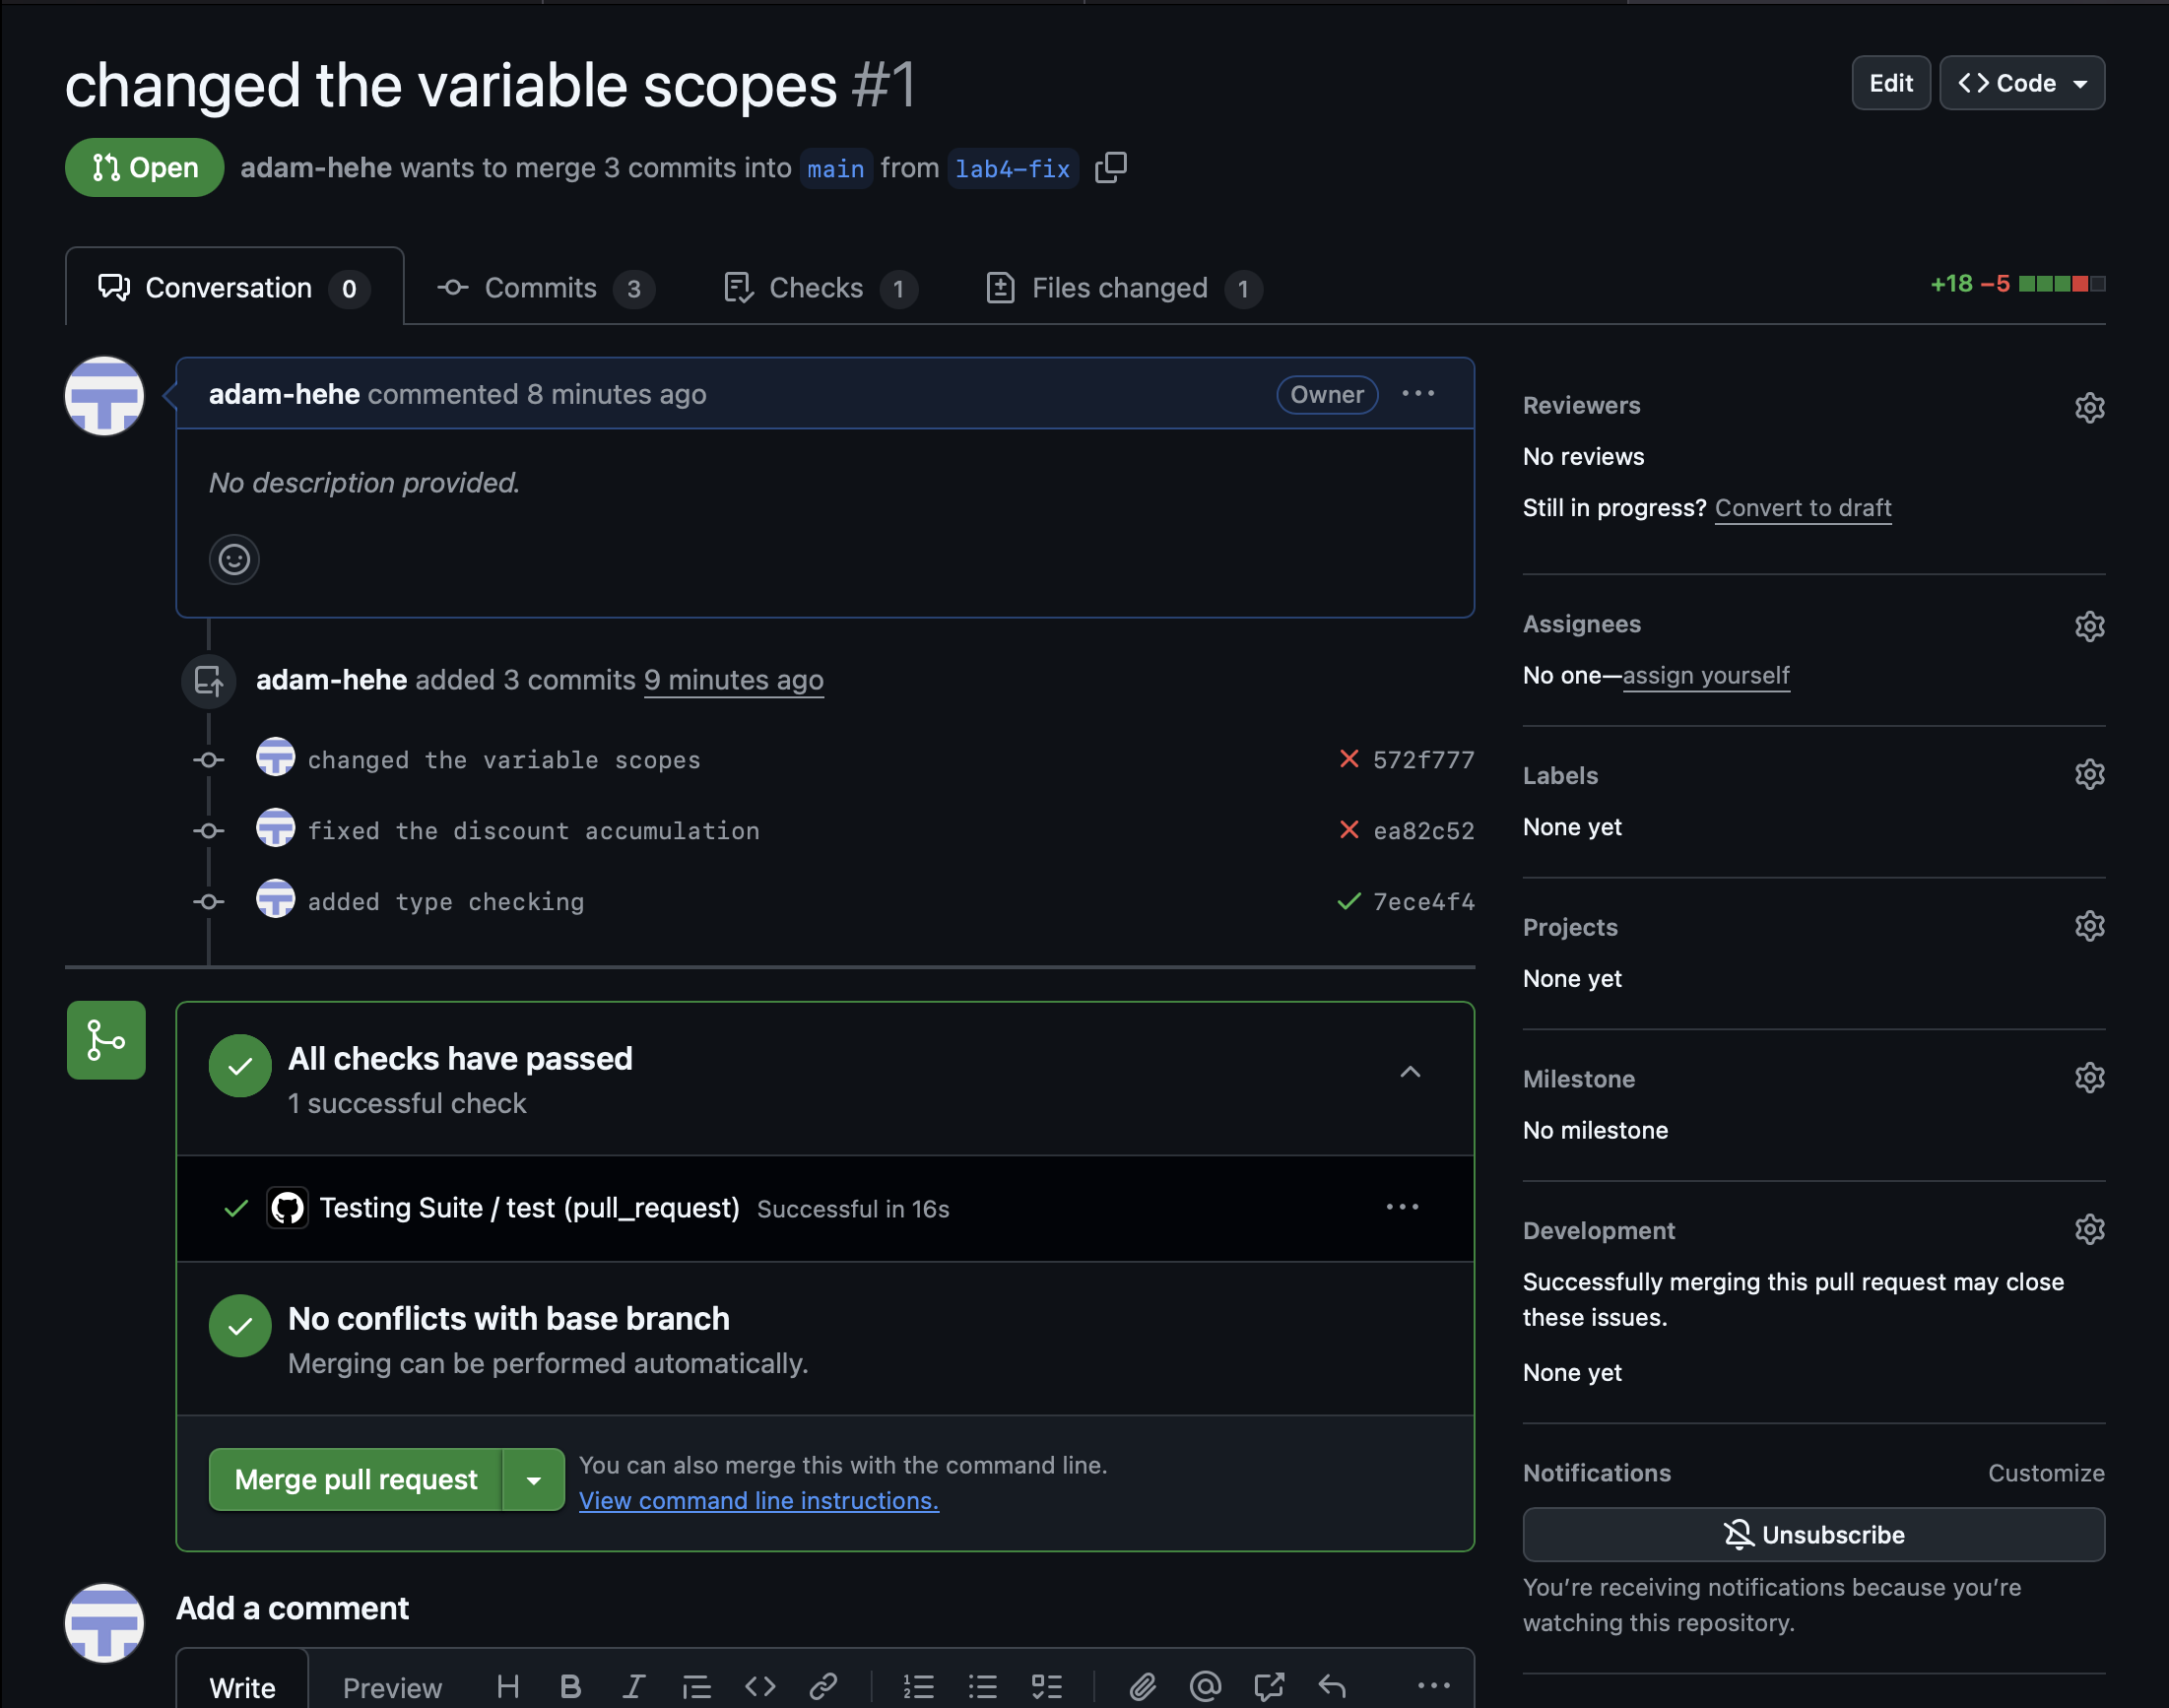 changed the variable scopes #1
Edit
Code
Open
adam-hehe wants to merge 3 commits into main from lab4-fix
Conversation 0
Commits 3
Checks 1
Files changed 1
+18 −5
adam-hehe commented 8 minutes ago
Owner
No description provided.
adam-hehe added 3 commits 9 minutes ago
changed the variable scopes
572f777
fixed the discount accumulation
ea82c52
added type checking
7ece4f4
All checks have passed
1 successful check
Testing Suite / test (pull_request) Successful in 16s
No conflicts with base branch
Merging can be performed automatically.
Merge pull request
You can also merge this with the command line.
View command line instructions.
Add a comment
Write
Preview
Reviewers
No reviews
Still in progress? Convert to draft
Assignees
No one—assign yourself
Labels
None yet
Projects
None yet
Milestone
No milestone
Development
Successfully merging this pull request may close
these issues.
None yet
Notifications
Customize
Unsubscribe
You’re receiving notifications because you’re
watching this repository.